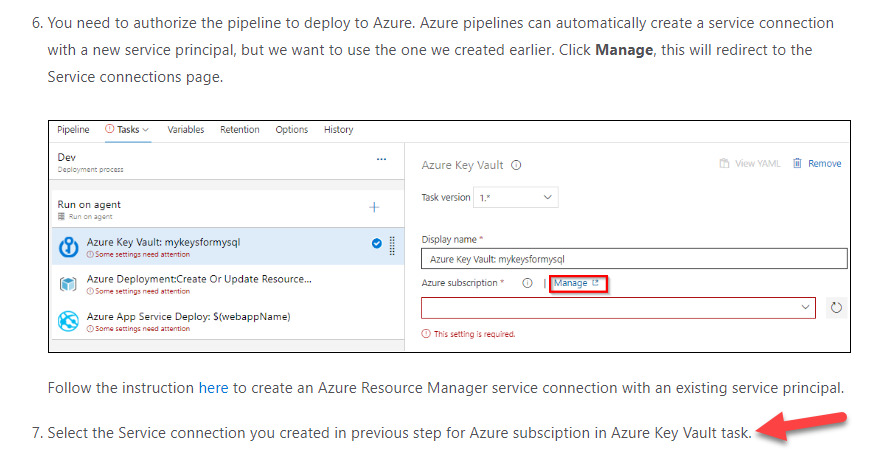 6. You need to authorize the pipeline to deploy to Azure. Azure pipelines can automatically create a service connection
with a new service principal, but we want to use the one we created earlier. Click Manage, this will redirect to the
Service connections page.
Pipeline Tasks Variables Retention Options History
Dev
Deployment process
...
Azure Key Vault
View YAML Remove
Task version 1.*
Run on agent
Run on agent
Display name *
Azure Key Vault: mykeysformysql
Some settings need attention
Azure Key Vault: mykeysformysql
Azure subscription * | Manage
Azure Deployment:Create Or Update Resource...
Some settings need attention
Azure App Service Deploy: $(webappName)
Some settings need attention
This setting is required.
Follow the instruction here to create an Azure Resource Manager service connection with an existing service principal.
7. Select the Service connection you created in previous step for Azure subsciption in Azure Key Vault task.